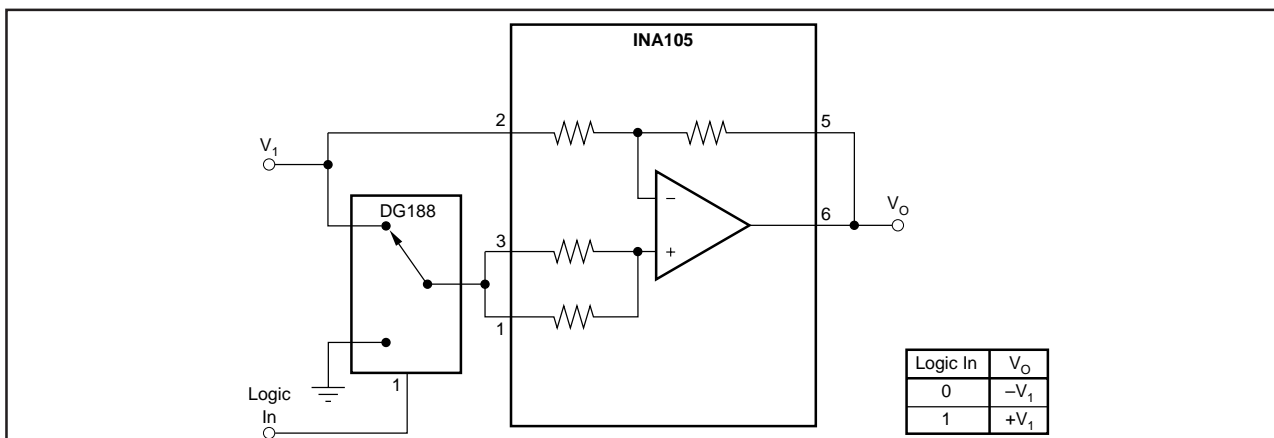 INA105
2
5
V1
DG188
3
6
VO
1
1
Logic
In
−
+
Logic In VO
0 –V1
1 +V1